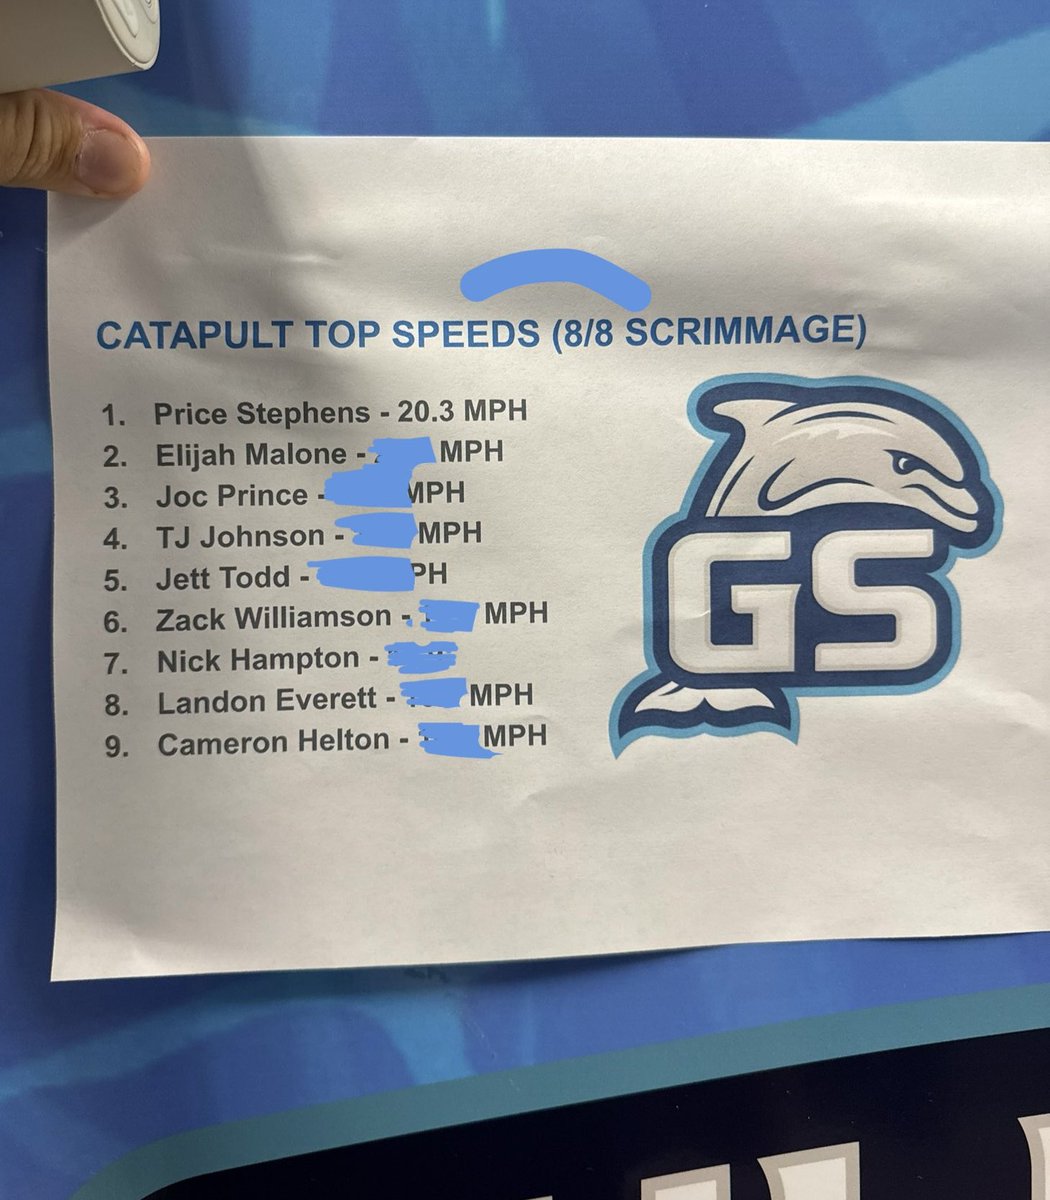 CATAPULT TOP SPEEDS (8/8 SCRIMMAGE)
1. Price Stephens - 20.3 MPH
2. Elijah Malone - MPH
3. Joc Prince - MPH
4. TJ Johnson - MPH
5. Jett Todd - PH
6. Zack Williamson - MPH
7. Nick Hampton -
8. Landon Everett - MPH
9. Cameron Helton - MPH
GS